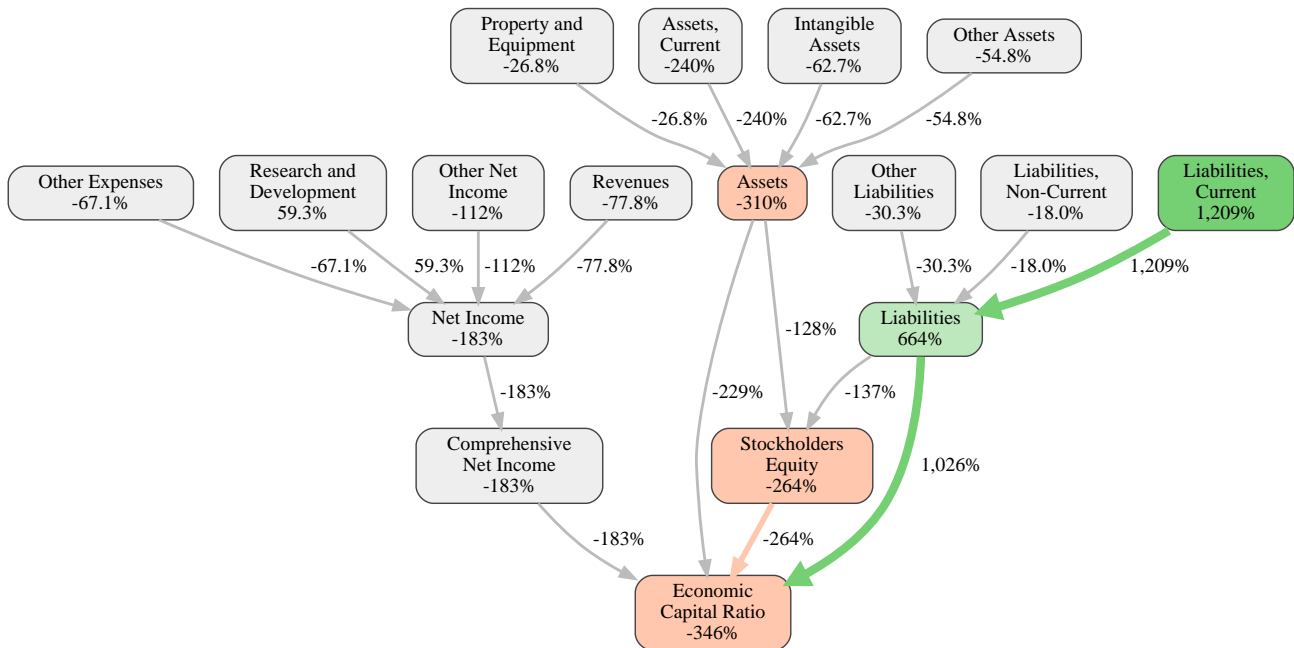 Property and
Equipment
-26.8%
Assets,
Current
-240%
Intangible
Assets
-62.7%
Other Assets
-54.8%
-26.8%
-240%
-62.7%
-54.8%
Other Expenses
-67.1%
Research and
Development
59.3%
Other Net
Income
-112%
Revenues
-77.8%
Assets
-310%
Other
Liabilities
-30.3%
Liabilities,
Non-Current
-18.0%
Liabilities,
Current
1,209%
-67.1%
59.3%
-112%
-77.8%
-30.3%
-18.0%
1,209%
Net Income
-183%
-128%
Liabilities
664%
-183%
-229%
-137%
Comprehensive
Net Income
-183%
Stockholders
Equity
-264%
1,026%
-183%
-264%
Economic
Capital Ratio
-346%